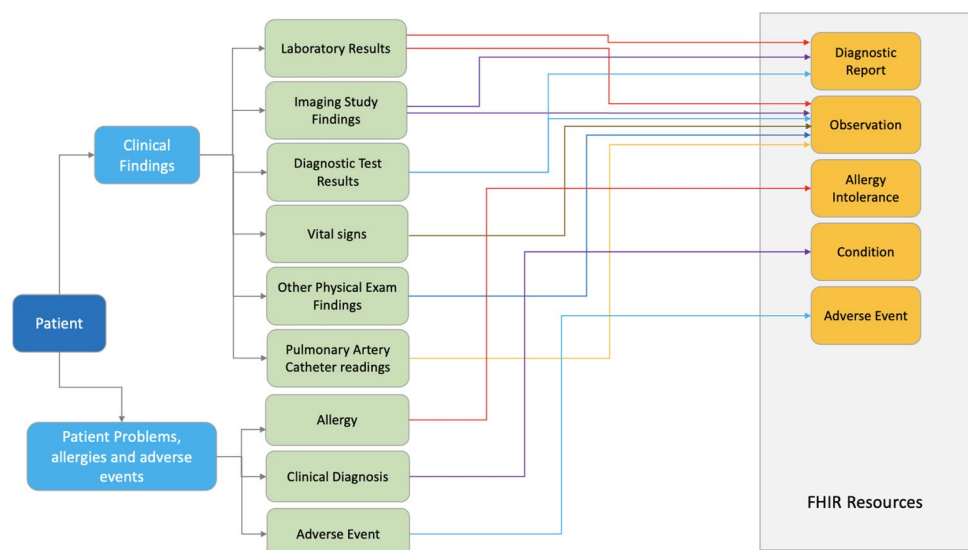 Patient
Clinical
Findings
Patient Problems,
allergies and adverse
events
Laboratory Results
Imaging Study
Findings
Diagnostic Test
Results
Vital signs
Other Physical Exam
Findings
Pulmonary Artery
Catheter readings
Allergy
Clinical Diagnosis
Adverse Event
Diagnostic
Report
Observation
Allergy
Intolerance
Condition
Adverse Event
FHIR Resources